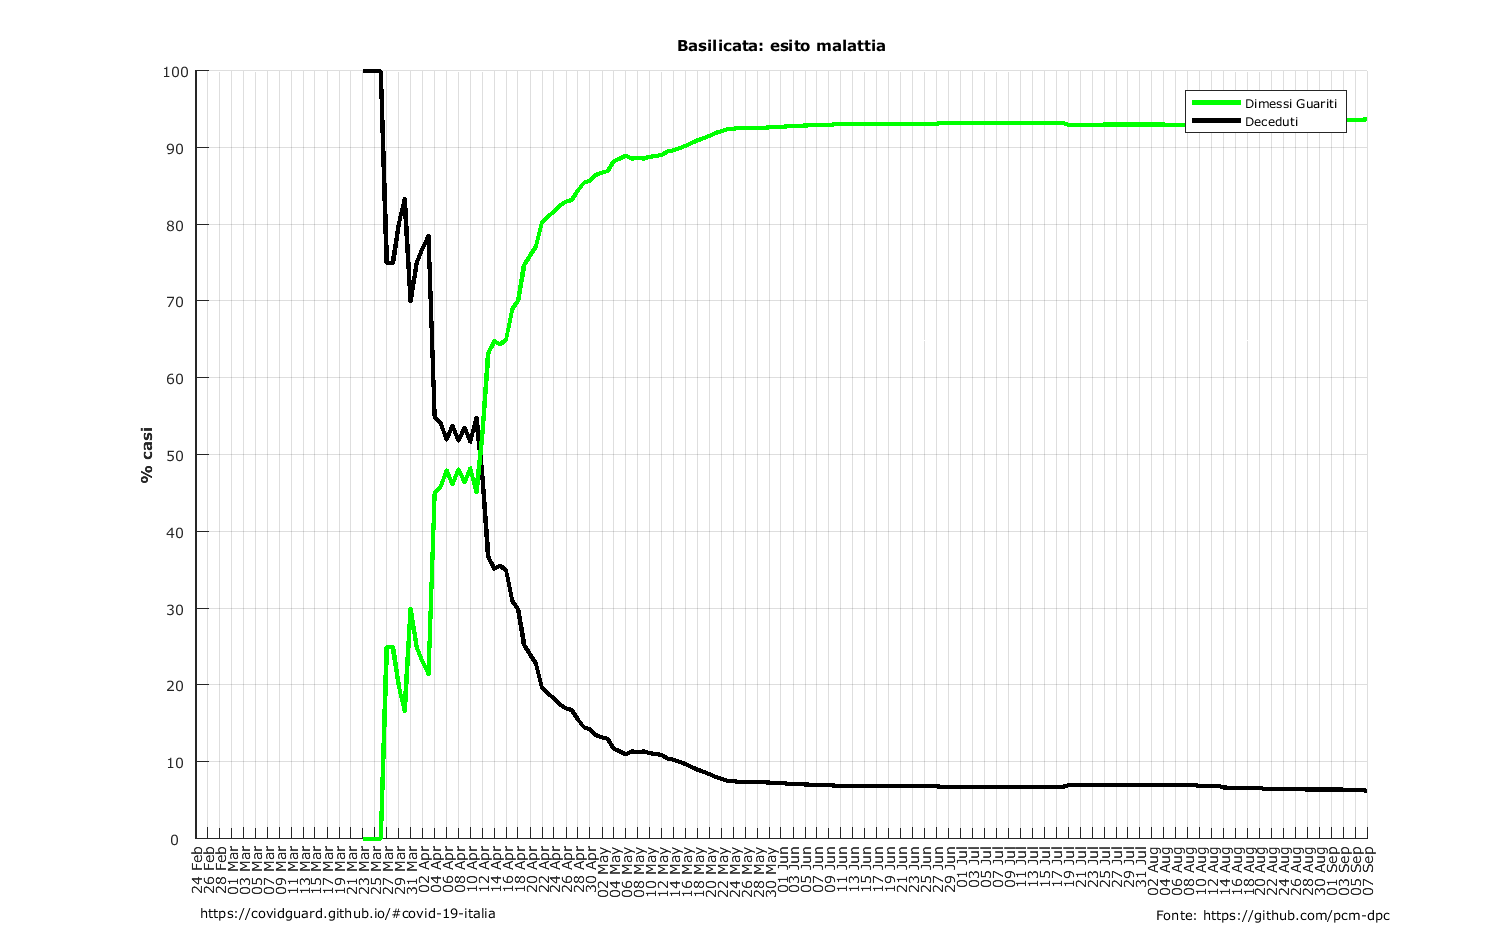 Basilicata: esito malattia
Dimessi Guariti
Deceduti
% casi
100
90
80
70
60
50
40
30
20
10
0
24 Feb
26 Feb
28 Feb
01 Mar
03 Mar
05 Mar
07 Mar
09 Mar
11 Mar
13 Mar
15 Mar
17 Mar
19 Mar
21 Mar
23 Mar
25 Mar
27 Mar
29 Mar
31 Mar
02 Apr
04 Apr
06 Apr
08 Apr
10 Apr
12 Apr
14 Apr
16 Apr
18 Apr
20 Apr
22 Apr
24 Apr
26 Apr
28 Apr
30 Apr
02 May
04 May
06 May
08 May
10 May
12 May
14 May
16 May
18 May
20 May
22 May
24 May
26 May
28 May
30 May
01 Jun
03 Jun
05 Jun
07 Jun
09 Jun
11 Jun
13 Jun
15 Jun
17 Jun
19 Jun
21 Jun
23 Jun
25 Jun
27 Jun
29 Jun
01 Jul
03 Jul
05 Jul
07 Jul
09 Jul
11 Jul
13 Jul
15 Jul
17 Jul
19 Jul
21 Jul
23 Jul
25 Jul
27 Jul
29 Jul
31 Jul
02 Aug
04 Aug
06 Aug
08 Aug
10 Aug
12 Aug
14 Aug
16 Aug
18 Aug
20 Aug
22 Aug
24 Aug
26 Aug
28 Aug
30 Aug
01 Sep
03 Sep
05 Sep
07 Sep
https://covidguard.github.io/#covid-19-italia
Fonte: https://github.com/pcm-dpc